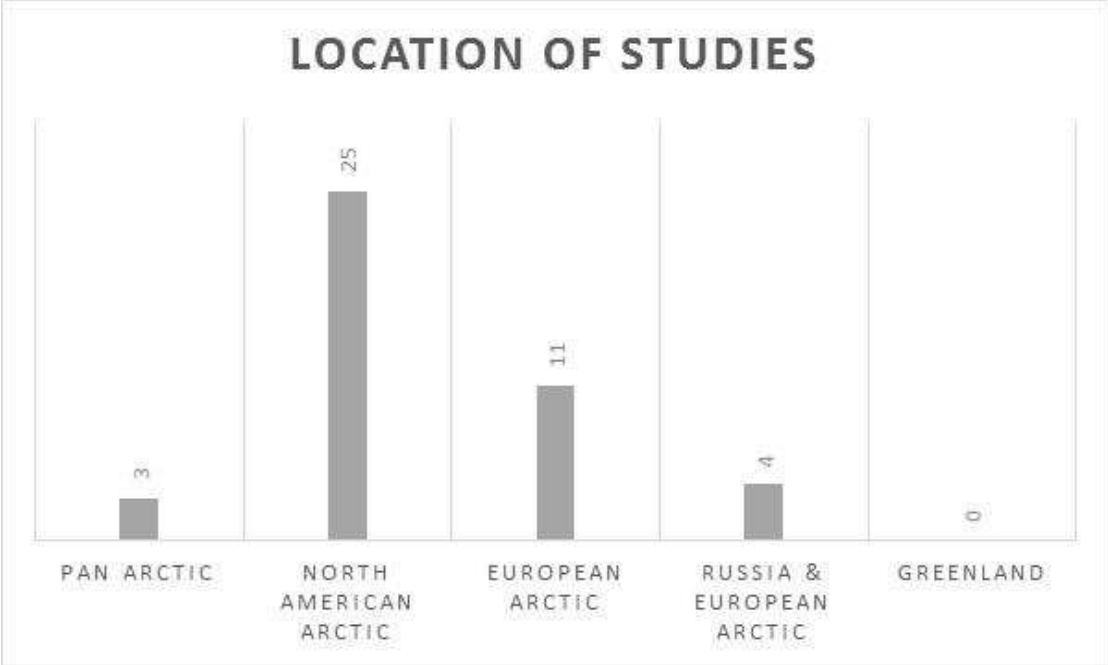 LOCATION OF STUDIES
3
25
11
4
0
PAN ARCTIC
NORTH
AMERICAN
ARCTIC
EUROPEAN
ARCTIC
RUSSIA &
EUROPEAN
ARCTIC
GREENLAND